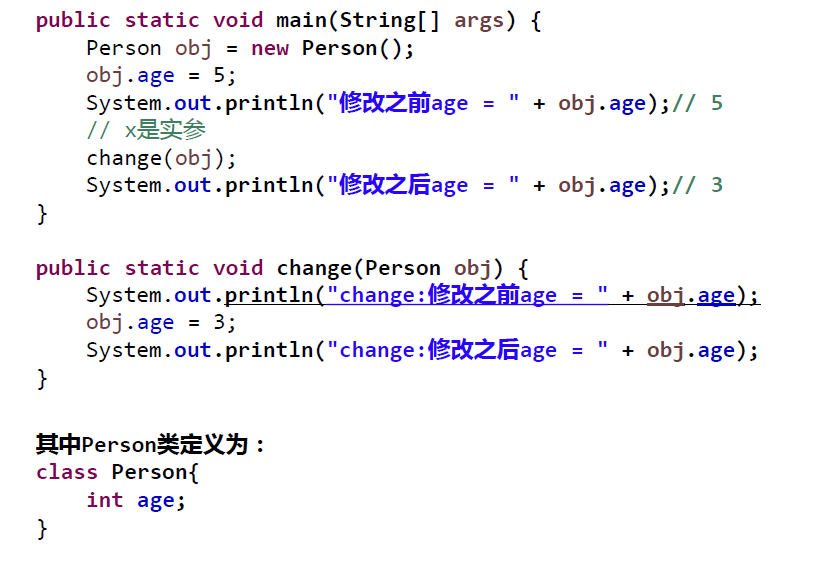 public static void main(String[] args) {
    Person obj = new Person();
    obj.age = 5;
    System.out.println("修改之前age = " + obj.age);// 5
    // x是实参
    change(obj);
    System.out.println("修改之后age = " + obj.age);// 3
}
public static void change(Person obj) {
    System.out.println("change:修改之前age = " + obj.age);
    obj.age = 3;
    System.out.println("change:修改之后age = " + obj.age);
}
其中Person类定义为：
class Person{
    int age;
}